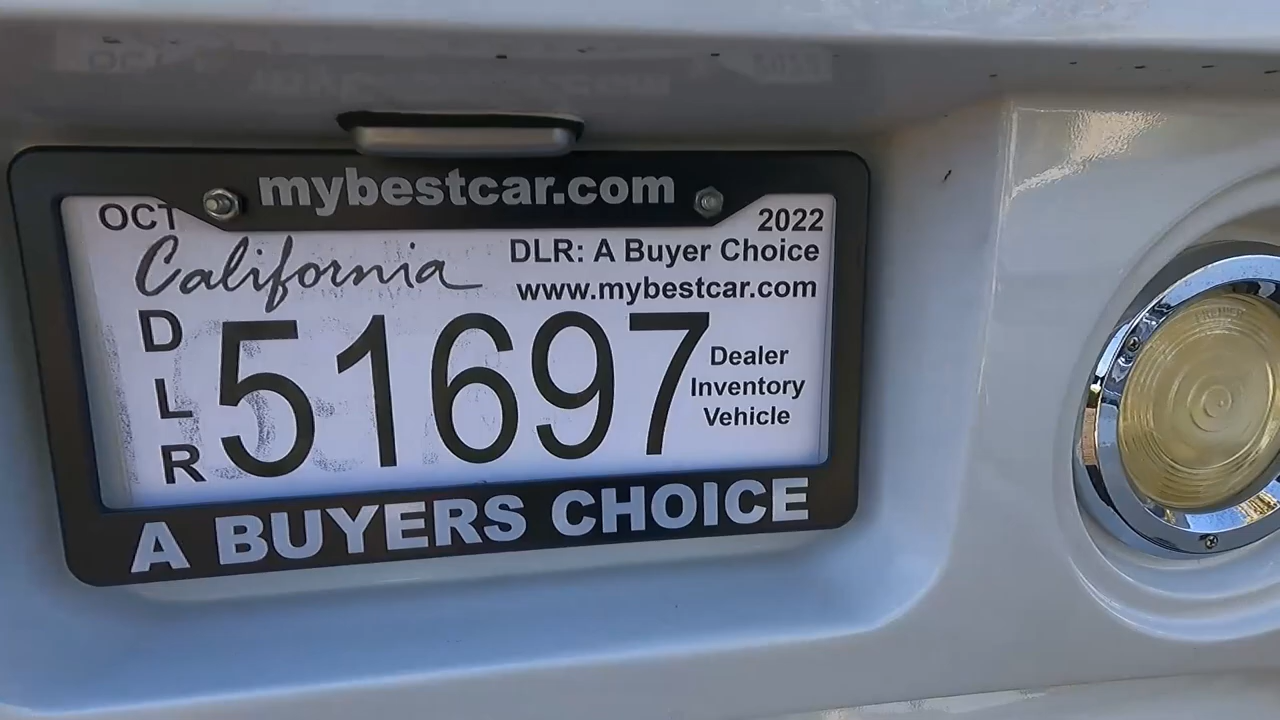 mybestcar.com
OCT 2022
California
DLR: A Buyer Choice
www.mybestcar.com
DLR 51697
Dealer
Inventory
Vehicle
A BUYERS CHOICE